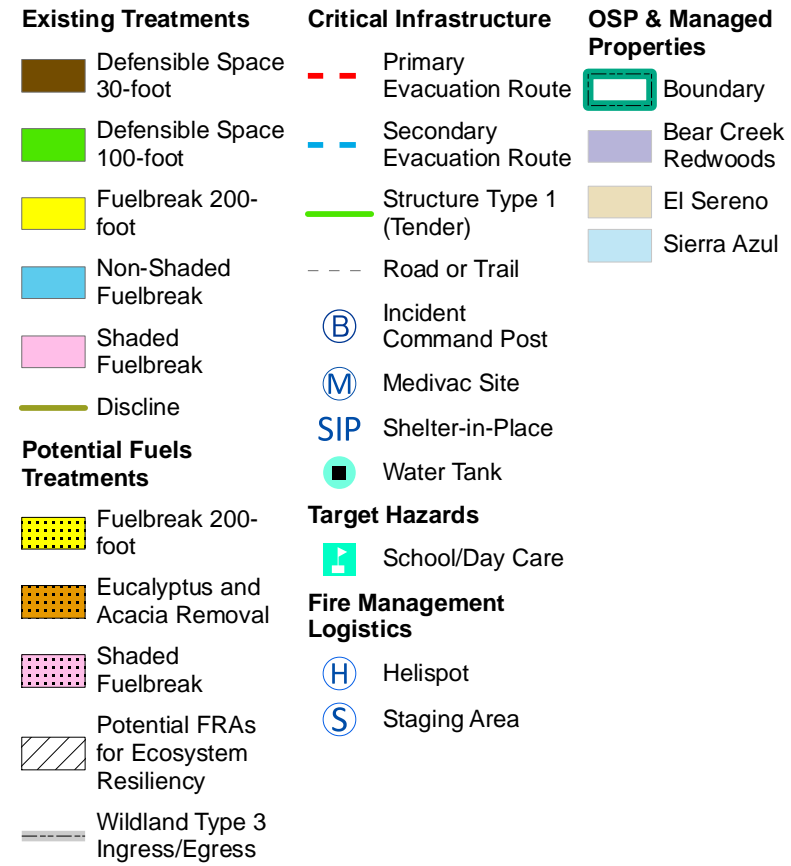 Existing Treatments
Defensible Space
30-foot
Defensible Space
100-foot
Fuelbreak 200-
foot
Non-Shaded
Fuelbreak
Shaded
Fuelbreak
Discline
Potential Fuels
Treatments
Fuelbreak 200-
foot
Eucalyptus and
Acacia Removal
Shaded
Fuelbreak
Potential FRAs
for Ecosystem
Resiliency
Wildland Type 3
Ingress/Egress
Critical Infrastructure
Primary
Evacuation Route
Secondary
Evacuation Route
Structure Type 1
(Tender)
Road or Trail
B Incident
Command Post
M Medivac Site
SIP Shelter-in-Place
Water Tank
Target Hazards
School/Day Care
Fire Management
Logistics
H Helispot
S Staging Area
OSP & Managed
Properties
Boundary
Bear Creek
Redwoods
El Sereno
Sierra Azul